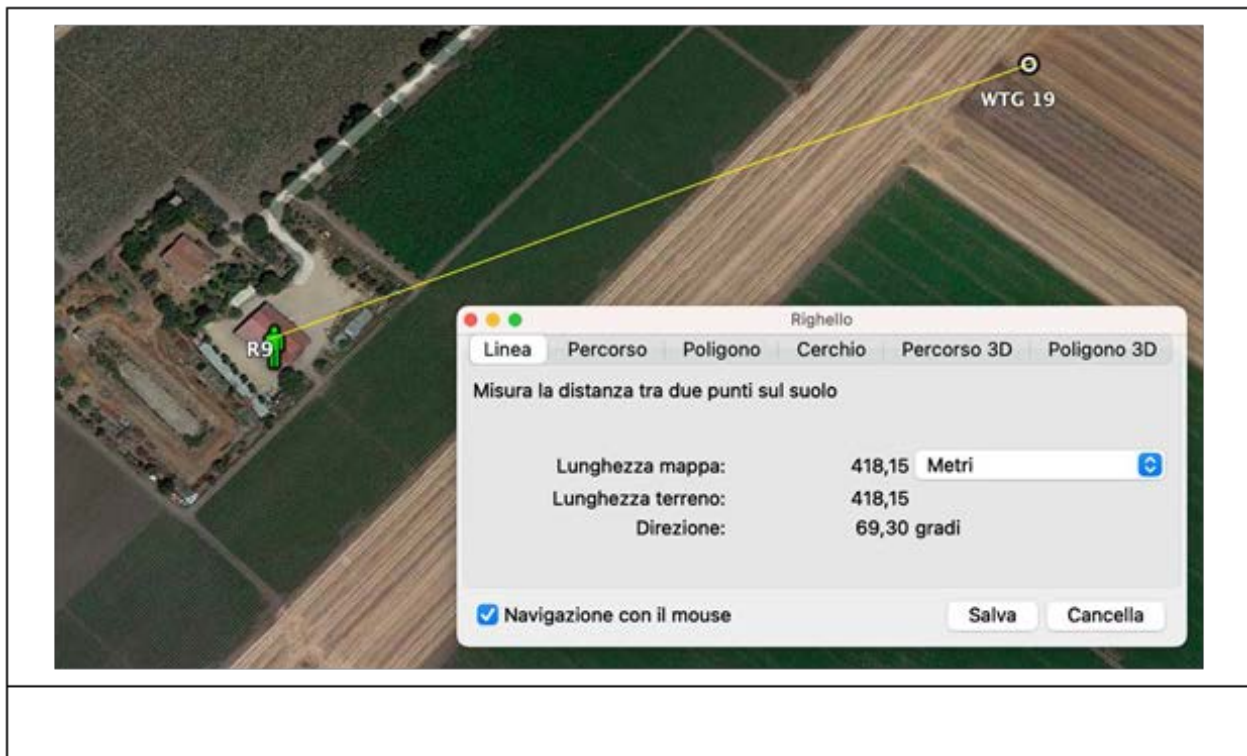 WTG 19
R9
Righello
Linea Percorso Poligono Cerchio Percorso 3D Poligono 3D
Misura la distanza tra due punti sul suolo
Lunghezza mappa: 418,15 Metri
Lunghezza terreno: 418,15
Direzione: 69,30 gradi
Navigazione con il mouse Salva Cancella